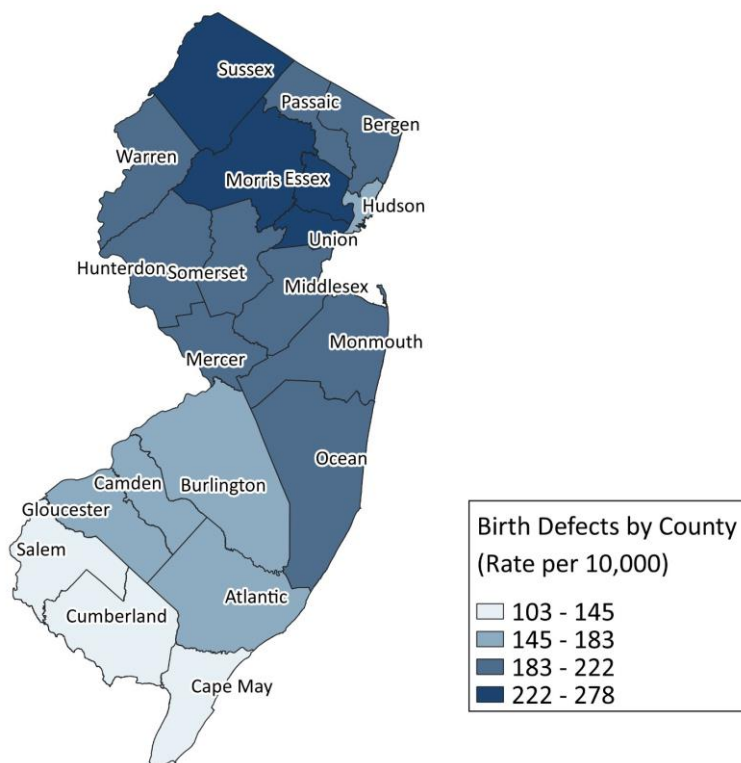 Sussex
Passaic
Bergen
Warren
Morris Essex
Hudson
Union
Hunterdon Somerset
Middlesex
Monmouth
Mercer
Ocean
Camden
Burlington
Gloucester
Salem
Atlantic
Cumberland
Cape May
Birth Defects by County
(Rate per 10,000)
103 - 145
145 - 183
183 - 222
222 - 278